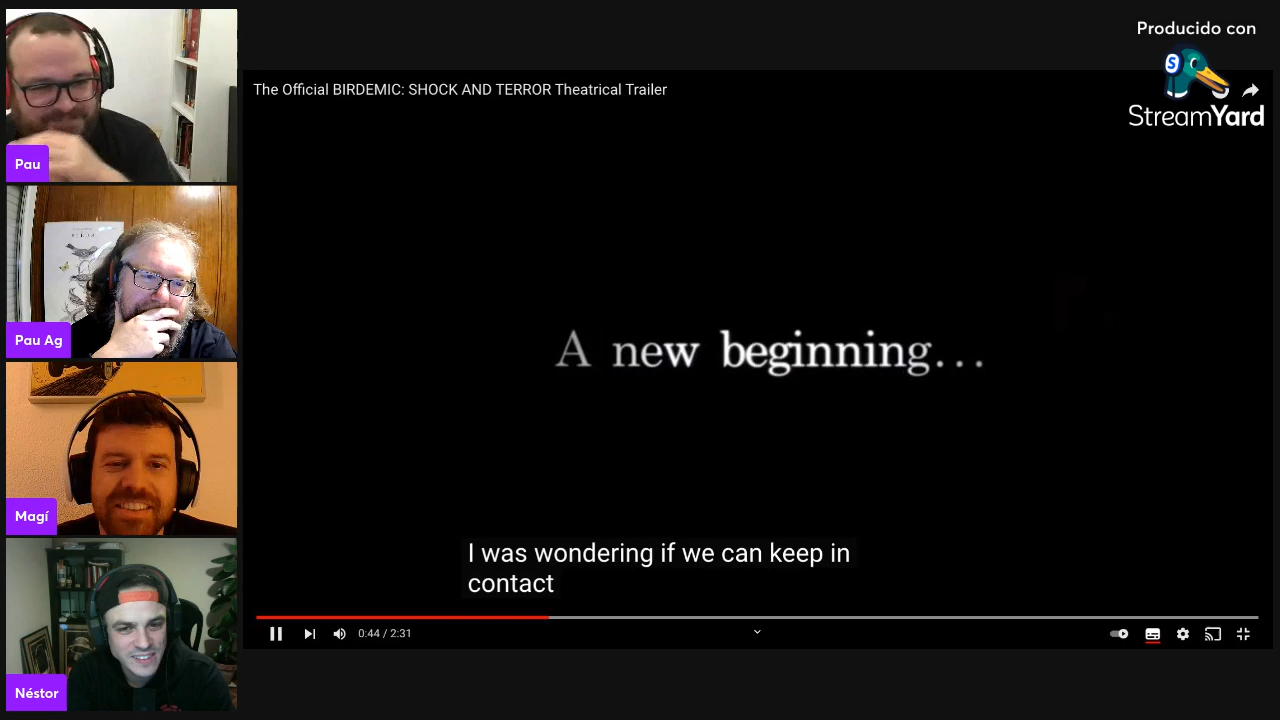 Producido con
StreamYard
The Official BIRDEMIC: SHOCK AND TERROR Theatrical Trailer
Pau
Pau Ag
Magí
Néstor
A new beginning...
I was wondering if we can keep in
contact
0:44 / 2:31